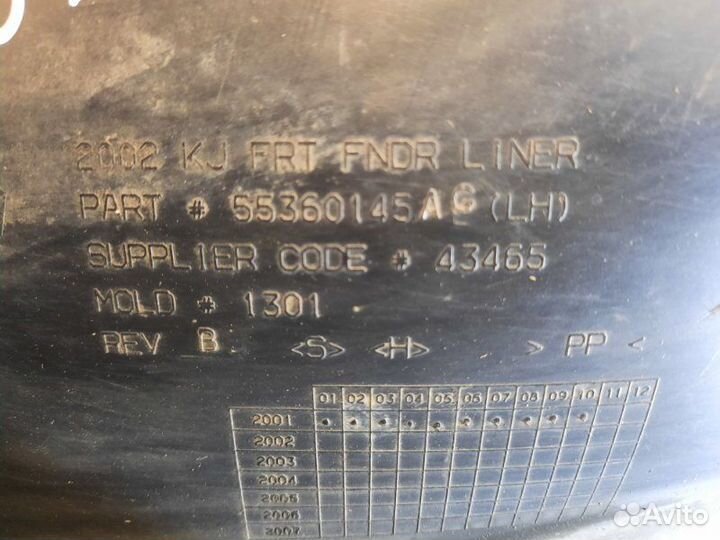 2002 KJ FRT FNDR LINER
PART # 55360145AG (LH)
SUPPLIER CODE # 43465
MOLD # 1301
REV B <S> <H> > PP <
01 02 03 04 05 06 07 08 09 10 11 12
2001
2002
2003
2004
2005
2006
2007
Avito